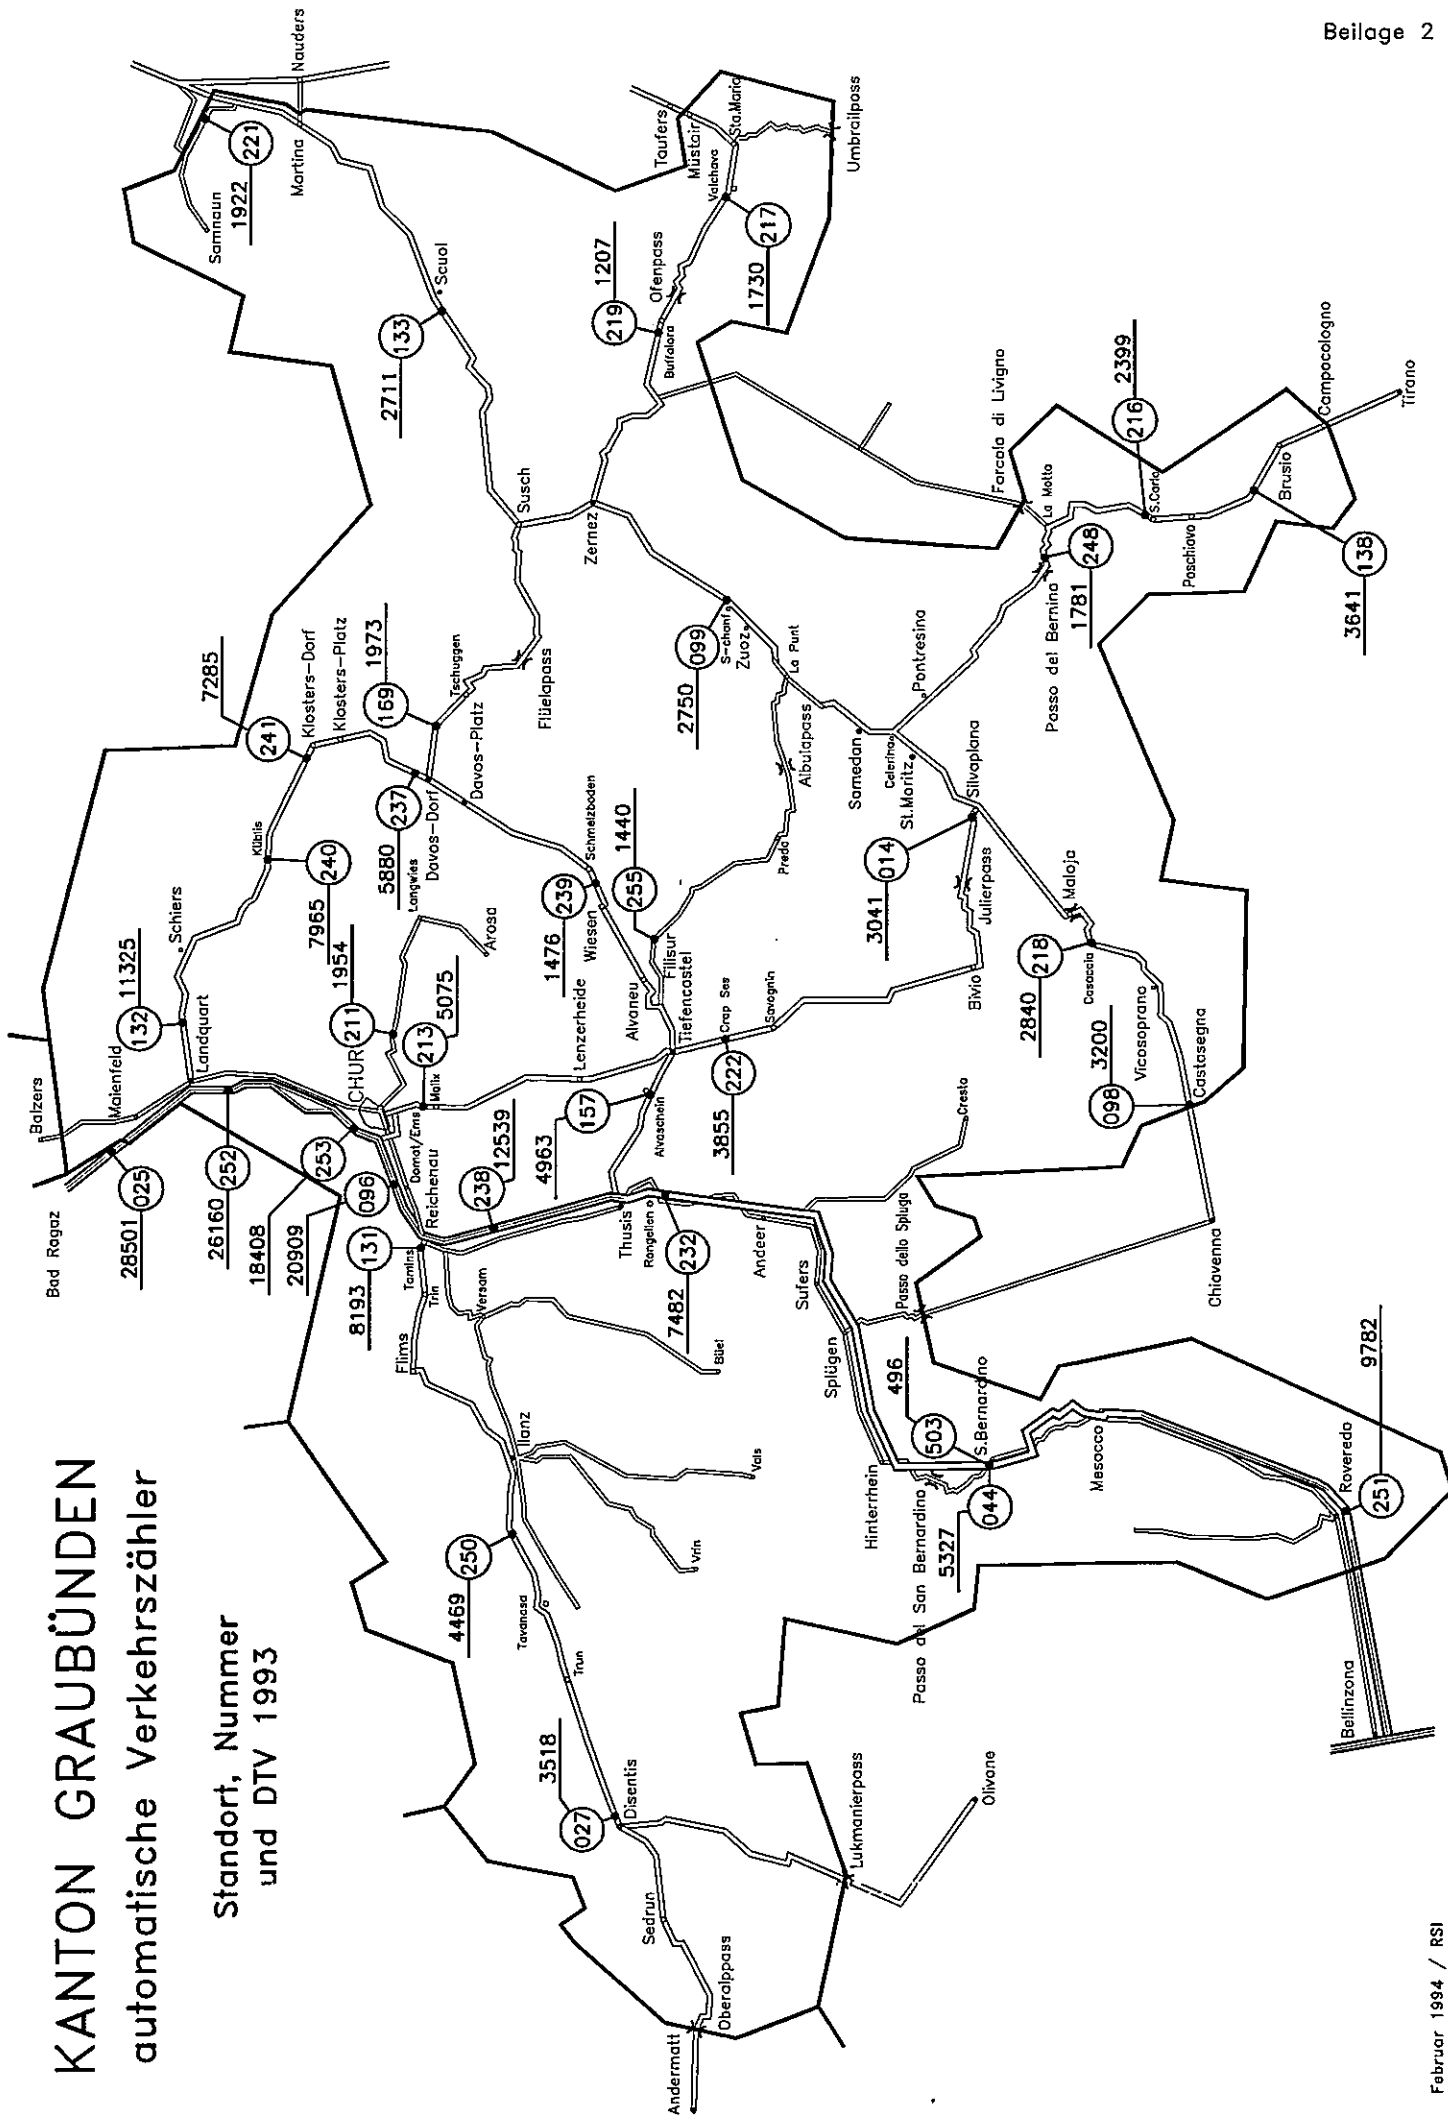 Beilage 2
KANTON GRAUBÜNDEN
automatische Verkehrszähler
Standort, Nummer
und DTV 1993
Bad Ragaz
Balzers
Maienfeld
Landquart
28501
025
26160
252
18408
253
20909
096
8193
131
132
11325
Schiers
Küblis
240
7965
241
7285
Klosters-Dorf
Klosters-Platz
237
5880
Davos-Dorf
Davos-Platz
169
1973
Tschuggen
Flüelapass
Susch
133
2711
Scuol
Samnaun
221
1922
Martina
Nauders
CHUR
211
1954
Langwies
Arosa
213
5075
Malix
Domat/Ems
Reichenau
Tamins
Trin
Flims
Versam
Ilanz
Büel
Vals
Vrin
250
4469
Tavanasa
Trun
027
3518
Disentis
Sedrun
Oberalppass
Andermatt
Lukmanierpass
Olivone
238
12539
Lenzerheide
Alvaneu
Wiesen
Schmelzboden
239
1476
255
1440
Filisur
Tiefencastel
157
4963
Alvaschein
222
3855
Crap Ses
Savognin
Bivio
Julierpass
014
3041
Silvaplana
Preda
Albulapass
La Punt
Zuoz
S-chanf
099
2750
Zernez
219
1207
Buffalora
Ofenpass
217
1730
Valchava
Sta.Maria
Müstair
Taufers
Umbrailpass
Samedan
Celerina
St.Moritz
Pontresina
Passo del Bernina
248
1781
La Motta
Forcola di Livigno
216
2399
S.Carlo
Poschiavo
138
3641
Brusio
Campocologno
Tirano
Maloja
218
2840
Casaccia
Vicosoprano
098
3200
Castasegna
Chiavenna
Thusis
Rongellen
232
7482
Andeer
Cresta
Sufers
Splügen
Passo dello Spluga
Hinterrhein
Passo del San Bernardino
503
496
S.Bernardino
044
5327
Mesocco
Roveredo
251
9782
Bellinzona
Februar 1994 / RSI